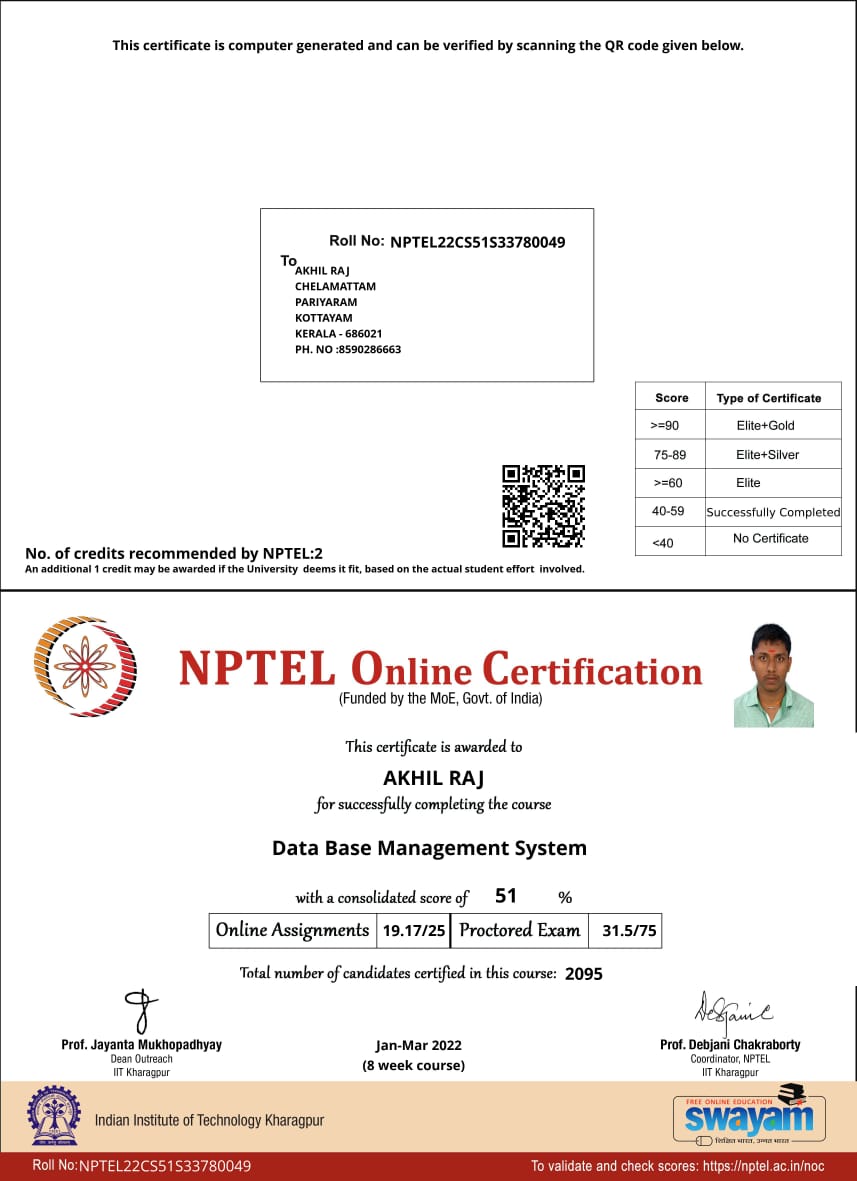 This certificate is computer generated and can be verified by scanning the QR code given below.
Roll No: NPTEL22CS51S33780049
To
AKHIL RAJ
CHELAMATTAM
PARIYARAM
KOTTAYAM
KERALA - 686021
PH. NO :8590286663
Score Type of Certificate
>=90 Elite+Gold
75-89 Elite+Silver
>=60 Elite
40-59 Successfully Completed
<40 No Certificate
No. of credits recommended by NPTEL:2
An additional 1 credit may be awarded if the University deems it fit, based on the actual student effort involved.
NPTEL Online Certification
(Funded by the MoE, Govt. of India)
This certificate is awarded to
AKHIL RAJ
for successfully completing the course
Data Base Management System
with a consolidated score of 51 %
Online Assignments 19.17/25 Proctored Exam 31.5/75
Total number of candidates certified in this course: 2095
Prof. Jayanta Mukhopadhyay
Dean Outreach
IIT Kharagpur
Jan-Mar 2022
(8 week course)
Prof. Debjani Chakraborty
Coordinator, NPTEL
IIT Kharagpur
Indian Institute of Technology Kharagpur
FREE ONLINE EDUCATION
swayam
शिक्षित भारत, उन्नत भारत
Roll No:NPTEL22CS51S33780049
To validate and check scores: https://nptel.ac.in/noc